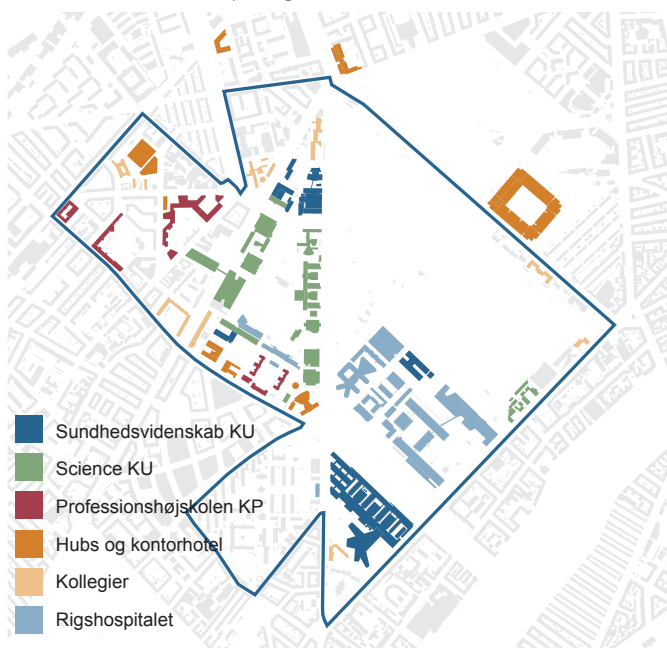 Sundhedsvidenskab KU
Science KU
Professionshøjskolen KP
Hubs og kontorhotel
Kollegier
Rigshospitalet